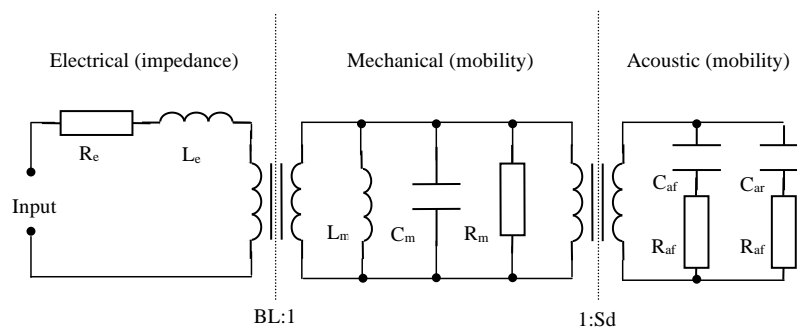 Electrical (impedance)
Mechanical (mobility)
Acoustic (mobility)
Re
Le
Input
Lm
Cm
Rm
Caf
Car
Raf
Raf
BL:1
1:Sd